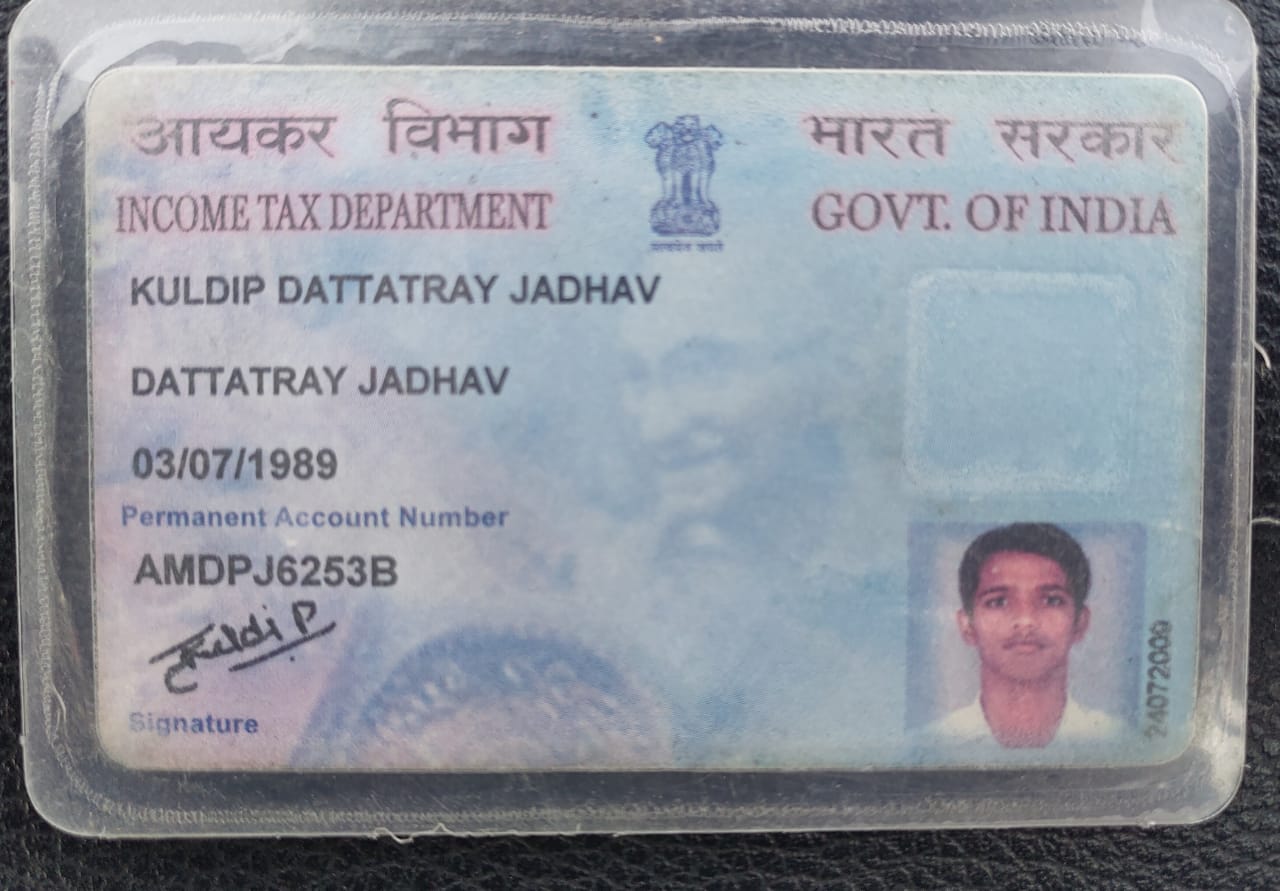 आयकर विभाग भारत सरकार
INCOME TAX DEPARTMENT GOVT. OF INDIA
सत्यमेव जयते
KULDIP DATTATRAY JADHAV
DATTATRAY JADHAV
03/07/1989
Permanent Account Number
AMDPJ6253B
Kuldip
Signature
24072009